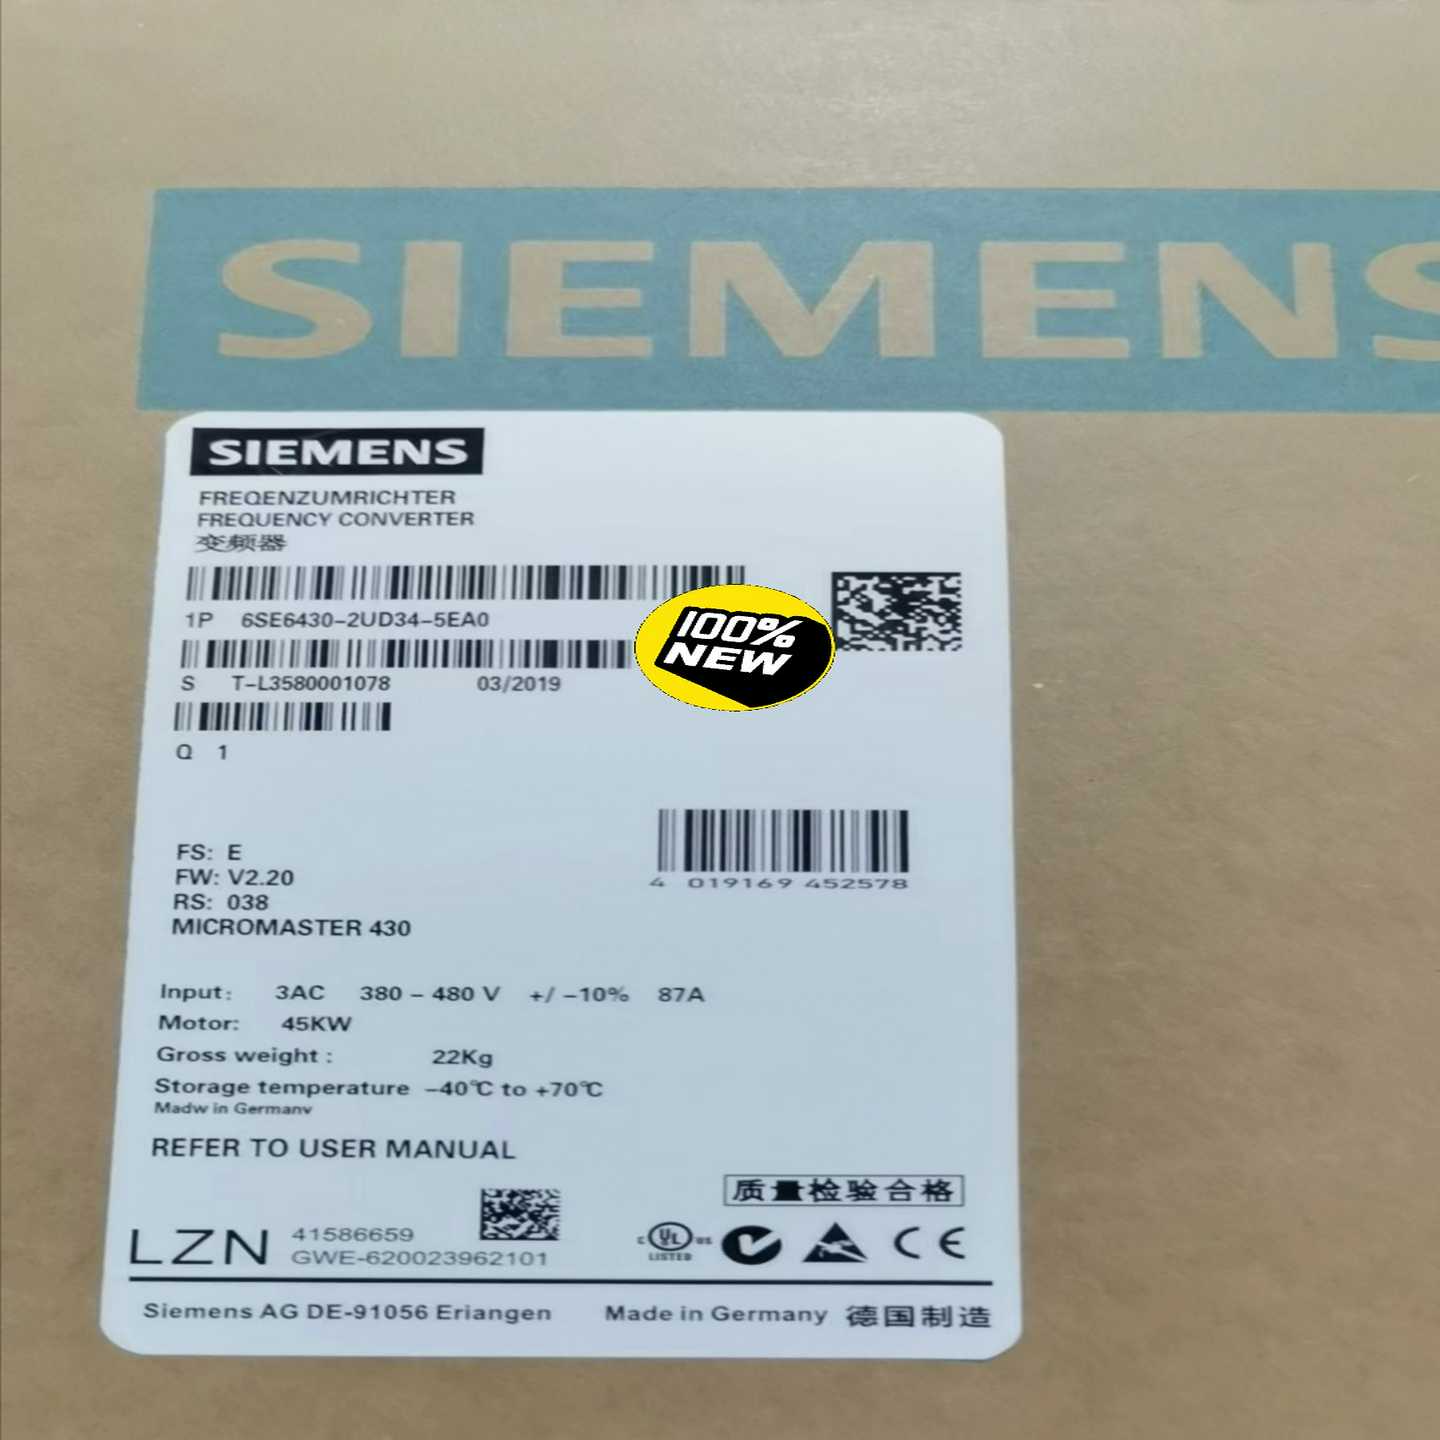 SIEMENS
SIEMENS
FREQENZUMRICHTER
FREQUENCY CONVERTER
变频器
1P 6SE6430-2UD34-5EA0
100%
NEW
S T-L3580001078 03/2019
Q 1
4 019169 452578
FS: E
FW: V2.20
RS: 038
MICROMASTER 430
Input: 3AC 380 - 480 V +/ -10% 87A
Motor: 45KW
Gross weight : 22Kg
Storage temperature -40℃ to +70℃
Madw in Germanv
REFER TO USER MANUAL
质量检验合格
LZN 41586659
GWE-620023962101
C UL US
LISTED
CE
Siemens AG DE-91056 Eriangen Made in Germany 德国制造